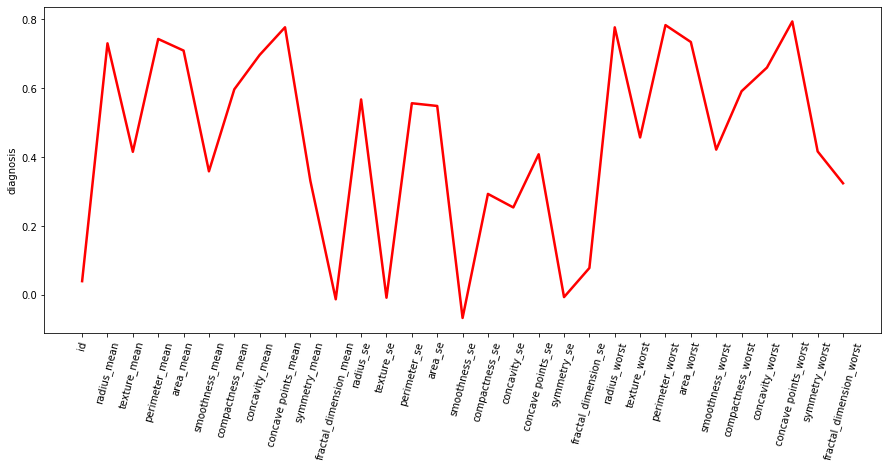 0.8
0.6
0.4
0.2
0.0
diagnosis
id
radius_mean
texture_mean
perimeter_mean
area_mean
smoothness_mean
compactness_mean
concavity_mean
concave points_mean
symmetry_mean
fractal_dimension_mean
radius_se
texture_se
perimeter_se
area_se
smoothness_se
compactness_se
concavity_se
concave points_se
symmetry_se
fractal_dimension_se
radius_worst
texture_worst
perimeter_worst
area_worst
smoothness_worst
compactness_worst
concavity_worst
concave points_worst
symmetry_worst
fractal_dimension_worst